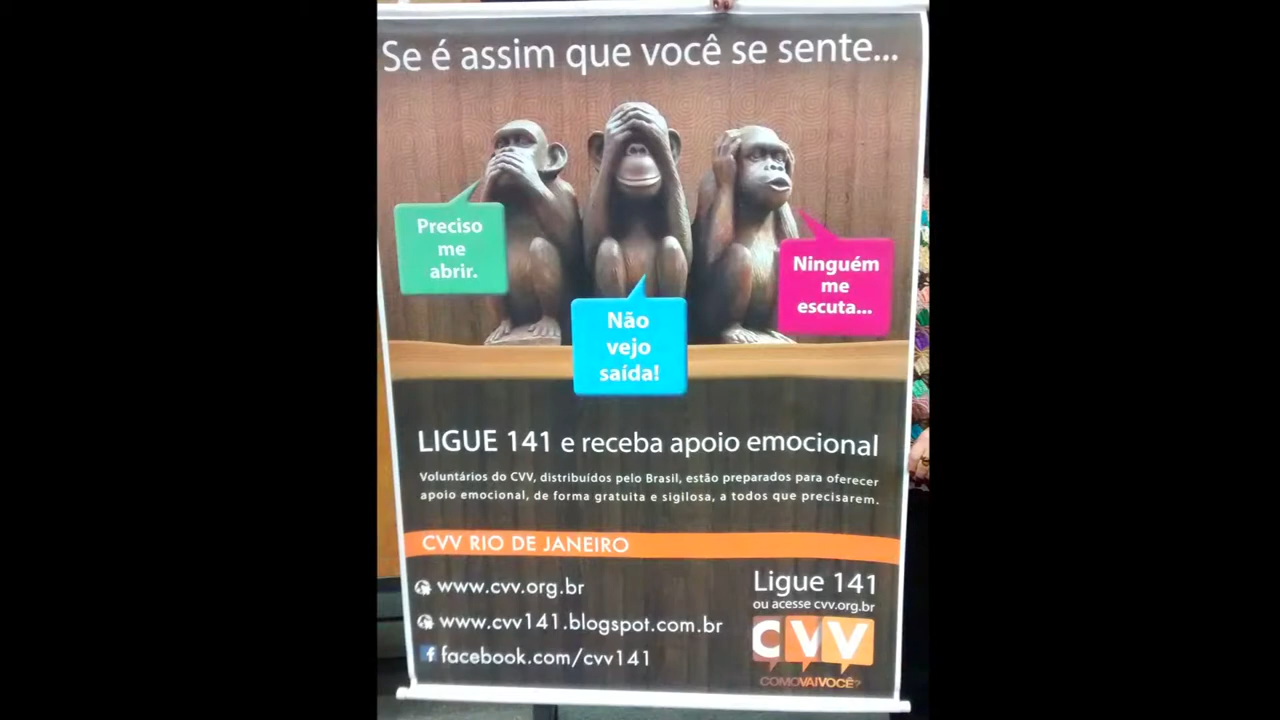 Se é assim que você se sente...
Preciso
me
abrir.
Não
vejo
saída!
Ninguém
me
escuta...
LIGUE 141 e receba apoio emocional
Voluntários do CVV, distribuídos pelo Brasil, estão preparados para oferecer
apoio emocional, de forma gratuita e sigilosa, a todos que precisarem.
CVV RIO DE JANEIRO
www.cvv.org.br
www.cvv141.blogspot.com.br
facebook.com/cvv141
Ligue 141
ou acesse cvv.org.br
CVV
COMOVAIVOCÊ?